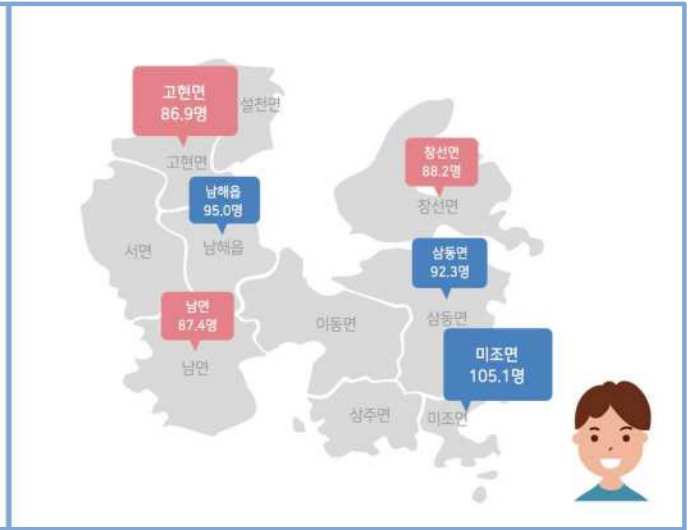 고현면
86.9명
설천면
고현면
창선면
88.2명
남해읍
95.0명
창선면
서면
남해읍
삼동면
92.3명
남면
87.4명
이동면
삼동면
미조면
105.1명
남면
상주면
미조면